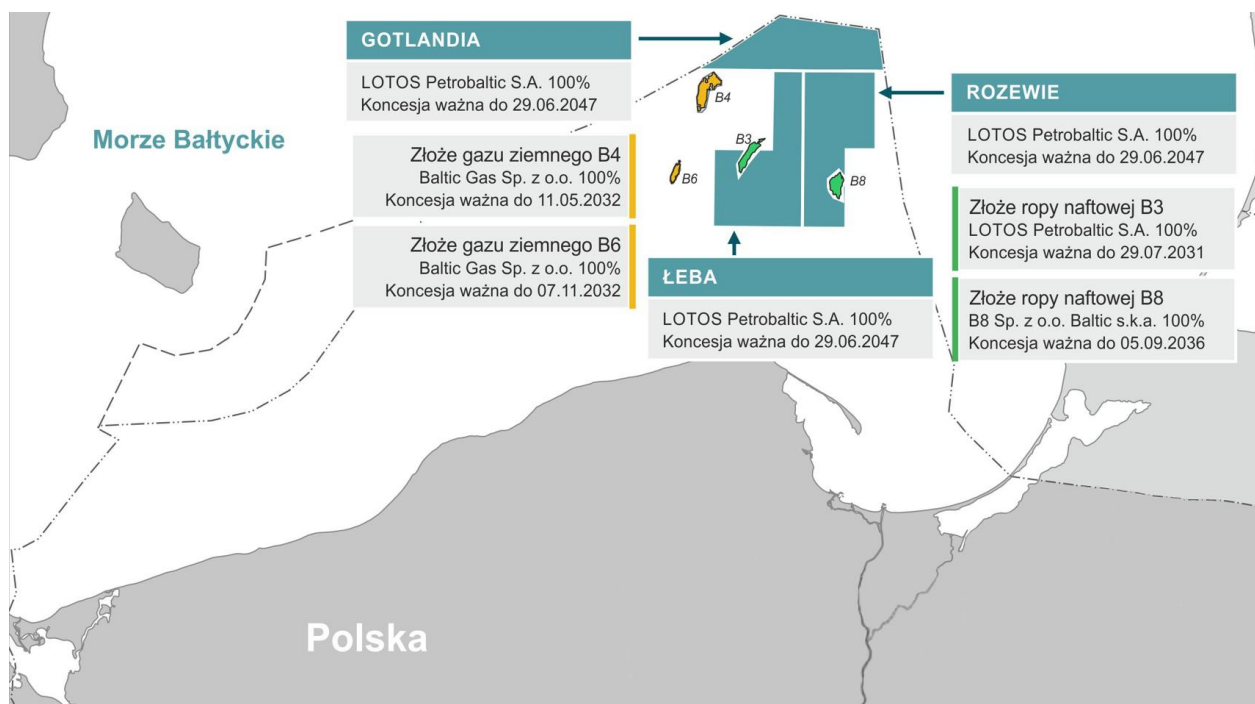 GOTLANDIA
LOTOS Petrobaltic S.A. 100%
Koncesja ważna do 29.06.2047
Złoże gazu ziemnego B4
Baltic Gas Sp. z o.o. 100%
Koncesja ważna do 11.05.2032
Złoże gazu ziemnego B6
Baltic Gas Sp. z o.o. 100%
Koncesja ważna do 07.11.2032
Morze Bałtyckie
B4
B3
B6
B8
ROZEWIE
LOTOS Petrobaltic S.A. 100%
Koncesja ważna do 29.06.2047
Złoże ropy naftowej B3
LOTOS Petrobaltic S.A. 100%
Koncesja ważna do 29.07.2031
Złoże ropy naftowej B8
B8 Sp. z o.o. Baltic s.k.a. 100%
Koncesja ważna do 05.09.2036
ŁEBA
LOTOS Petrobaltic S.A. 100%
Koncesja ważna do 29.06.2047
Polska